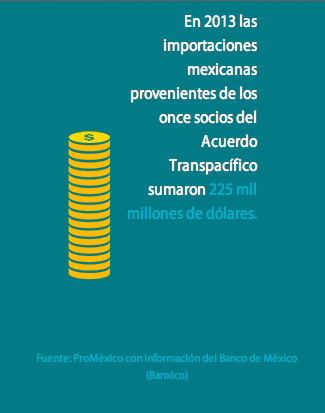 En 2013 las
importaciones
mexicanas
provenientes de los
once socios del
Acuerdo
Transpacífico
sumaron 225 mil
millones de dólares.
$
Fuente: ProMéxico con información del Banco de México
(Banxico)